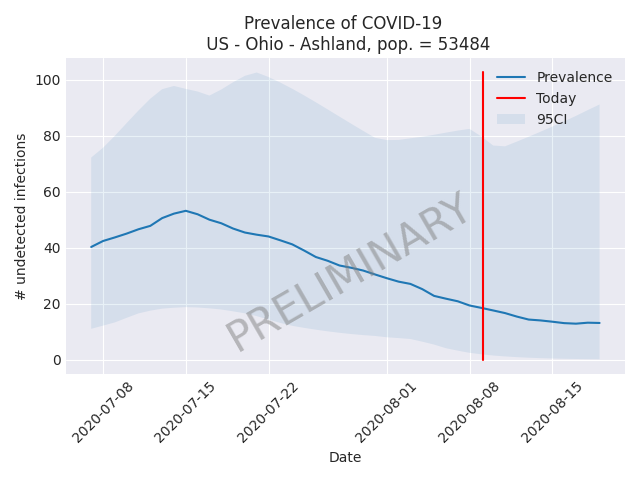 Prevalence of COVID-19
US - Ohio - Ashland, pop. = 53484
# undetected infections
100
80
60
40
20
0
Prevalence
Today
95CI
PRELIMINARY
2020-07-08
2020-07-15
2020-07-22
2020-08-01
2020-08-08
2020-08-15
Date